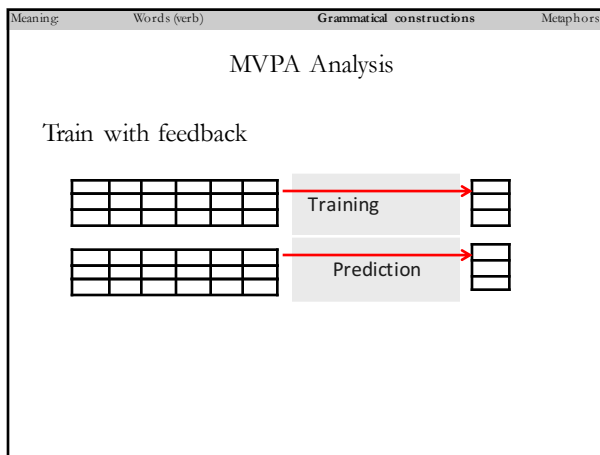 Meaning: Words (verb) Grammatical constructions Metaphors
MVPA Analysis
Train with feedback
Training
Prediction